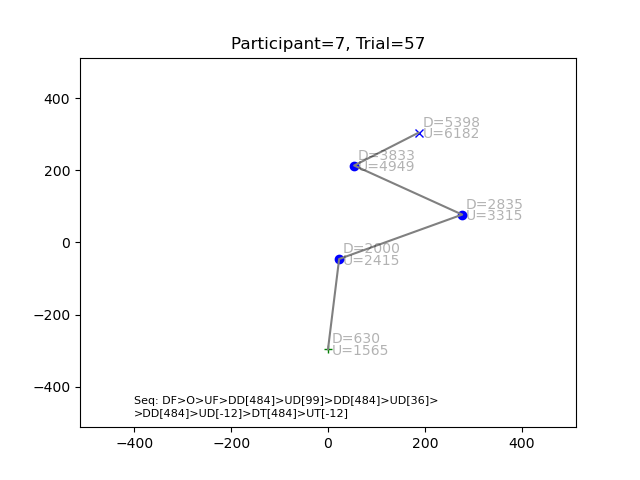 Participant=7, Trial=57
400
200
0
−200
−400
D=5398
U=6182
D=3833
U=4949
D=2835
U=3315
D=2000
U=2415
D=630
U=1565
Seq: DF>O>UF>DD[484]>UD[99]>DD[484]>UD[36]>
>DD[484]>UD[-12]>DT[484]>UT[-12]
−400
−200
0
200
400